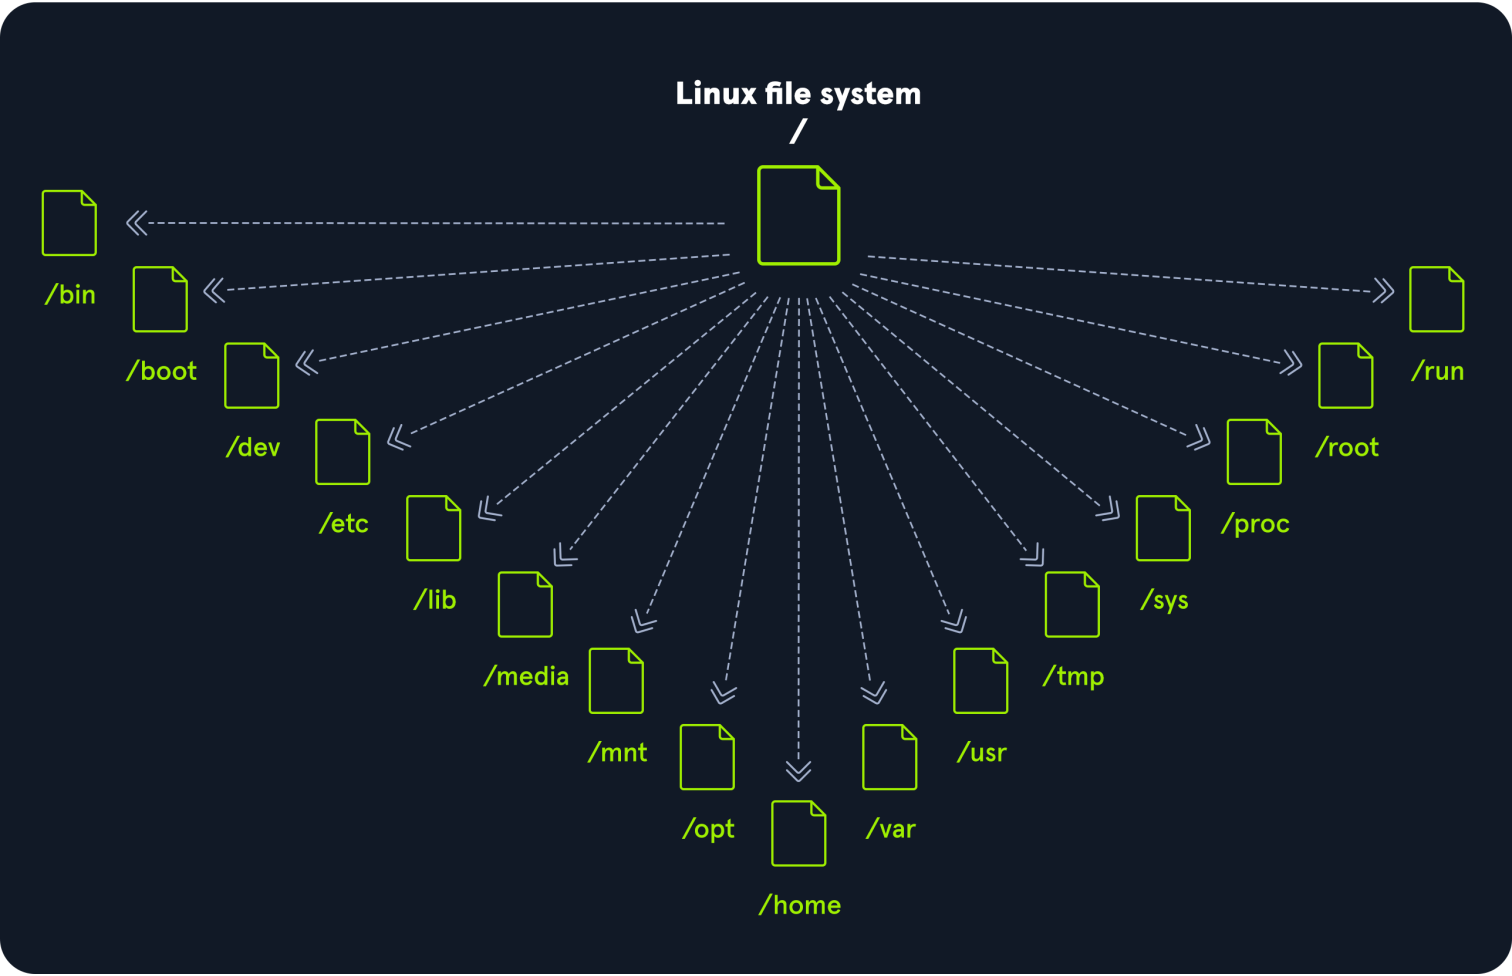 Linux file system
/
/bin
/boot
/dev
/etc
/lib
/media
/mnt
/opt
/home
/var
/usr
/tmp
/sys
/proc
/root
/run